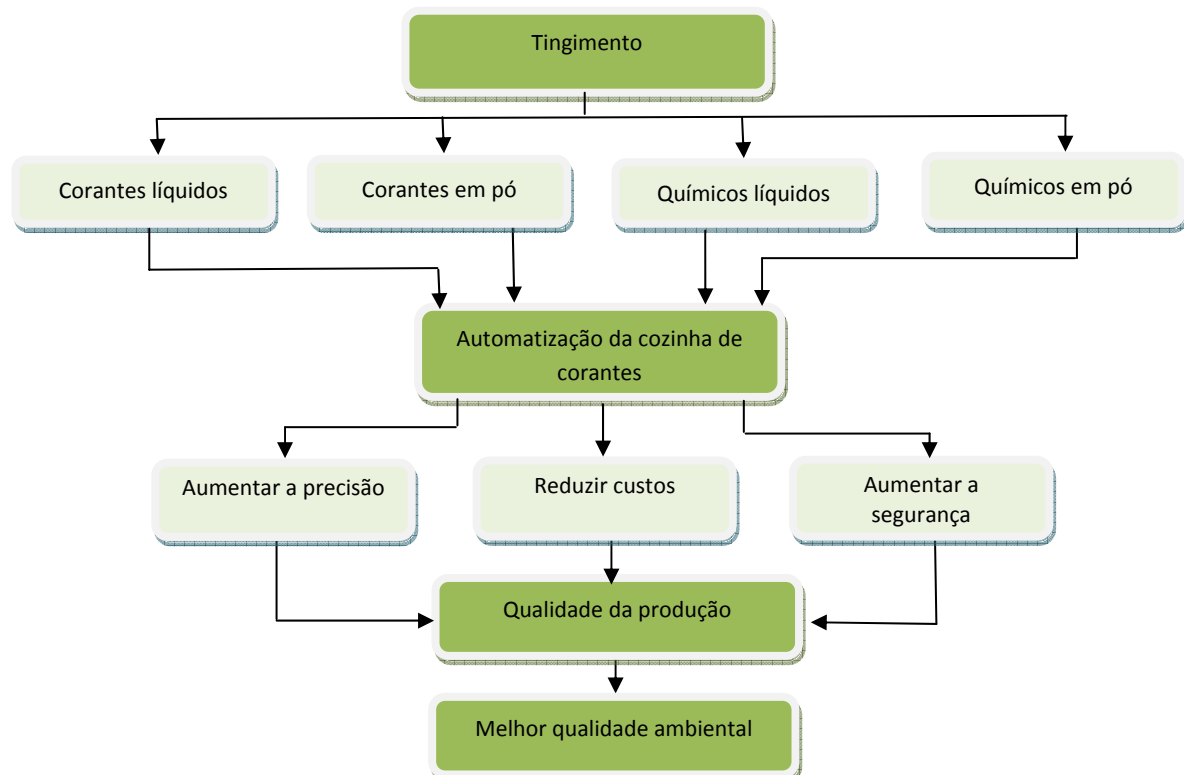 Tingimento
Corantes líquidos
Corantes em pó
Químicos líquidos
Químicos em pó
Automatização da cozinha de
corantes
Aumentar a precisão
Reduzir custos
Aumentar a
segurança
Qualidade da produção
Melhor qualidade ambiental